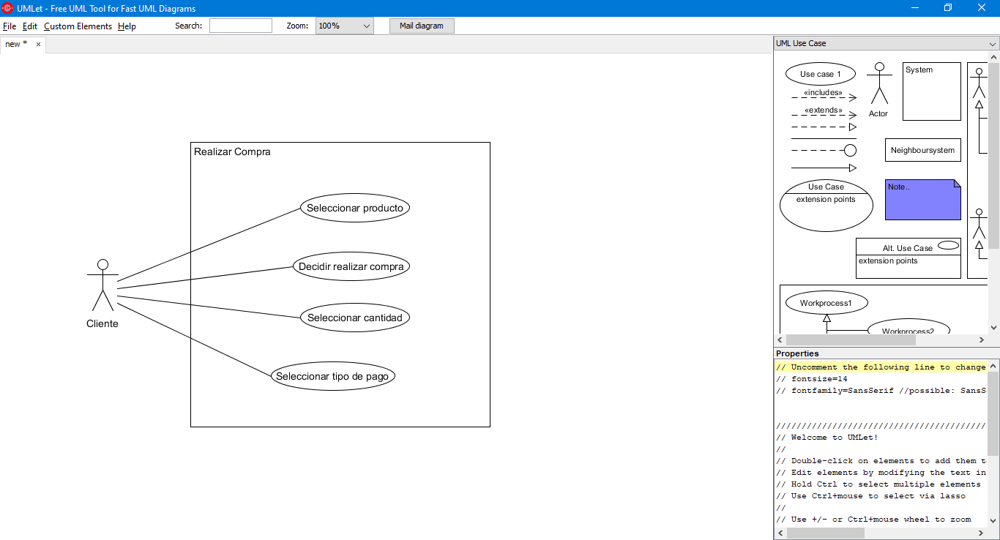 UMLet - Free UML Tool for Fast UML Diagrams
File Edit Custom Elements Help Search: Zoom: 100% Mail diagram
new *
Realizar Compra
Seleccionar producto
Decidir realizar compra
Seleccionar cantidad
Seleccionar tipo de pago
Cliente
UML Use Case
Use case 1
«includes»
«extends»
Actor
System
Neighboursystem
Use Case
extension points
Note..
Alt. Use Case
extension points
Workprocess1
Workprocess2
Properties
// Uncomment the following line to change
// fontsize=14
// fontfamily=SansSerif //possible: SansS
/////////////////////////////////////////
// Welcome to UMLet!
//
// Double-click on elements to add them t
// Edit elements by modifying the text in
// Hold Ctrl to select multiple elements
// Use Ctrl+mouse to select via lasso
//
// Use +/- or Ctrl+mouse wheel to zoom